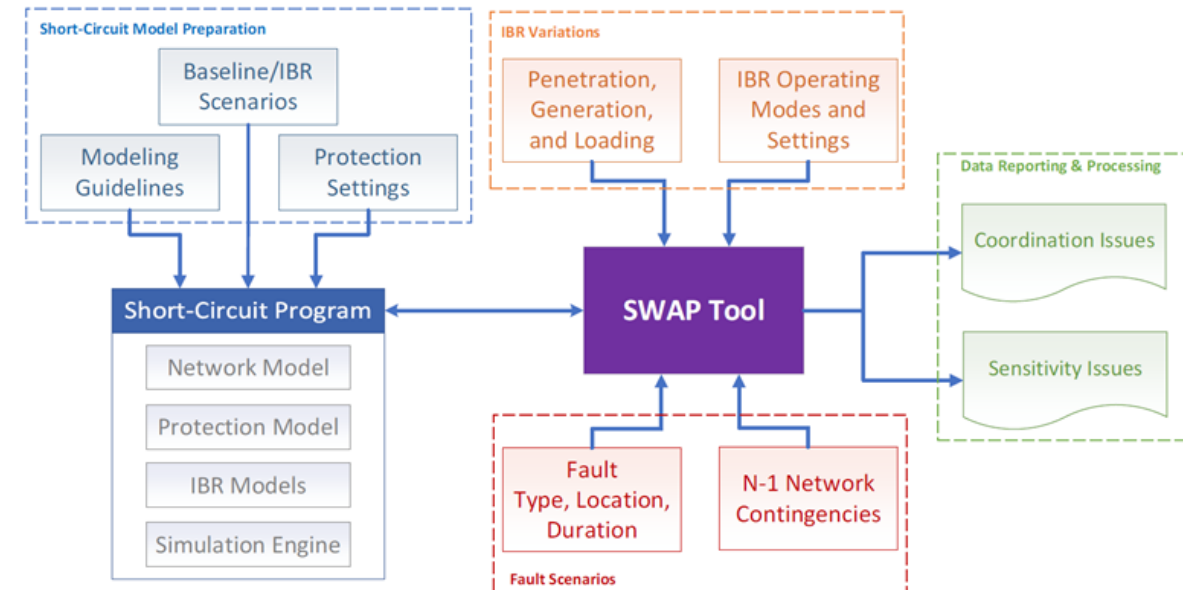 Short-Circuit Model Preparation
Baseline/IBR
Scenarios
Modeling
Guidelines
Protection
Settings
Short-Circuit Program
Network Model
Protection Model
IBR Models
Simulation Engine
IBR Variations
Penetration,
Generation,
and Loading
IBR Operating
Modes and
Settings
SWAP Tool
Fault
Type, Location,
Duration
N-1 Network
Contingencies
Fault Scenarios
Data Reporting & Processing
Coordination Issues
Sensitivity Issues